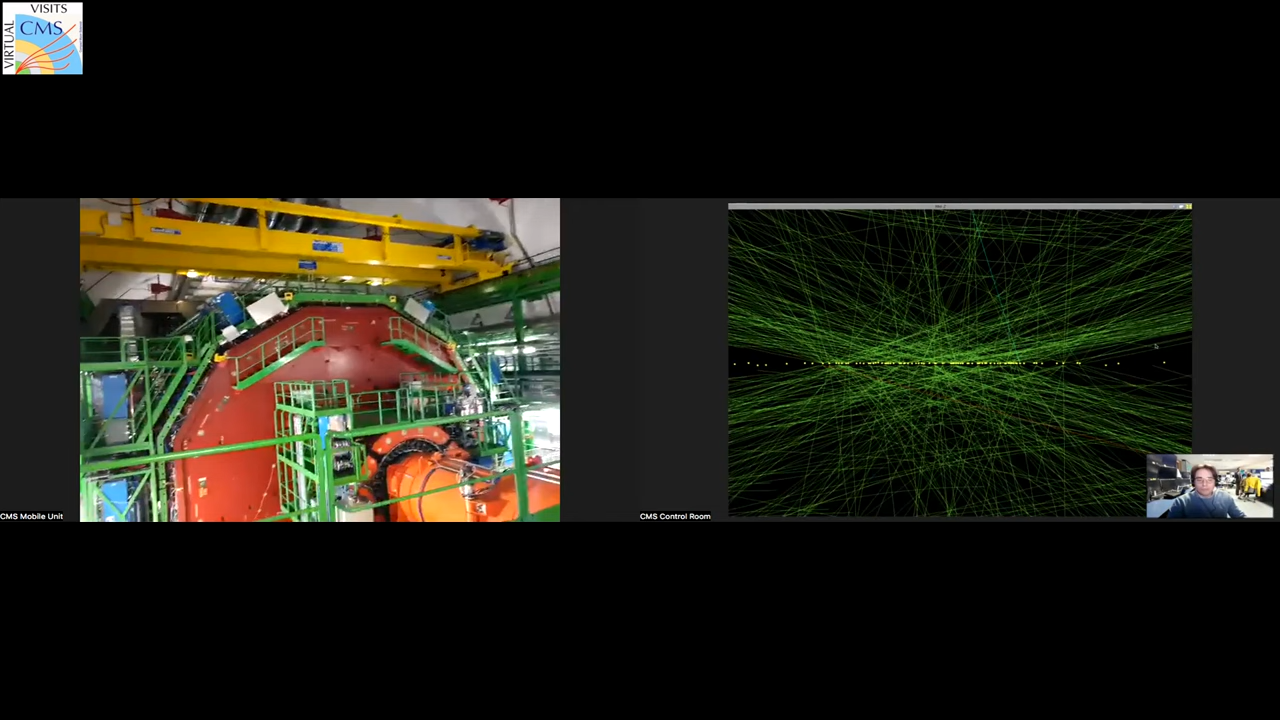 VISITS
CMS
VIRTUAL
CMS Mobile Unit
CMS Control Room